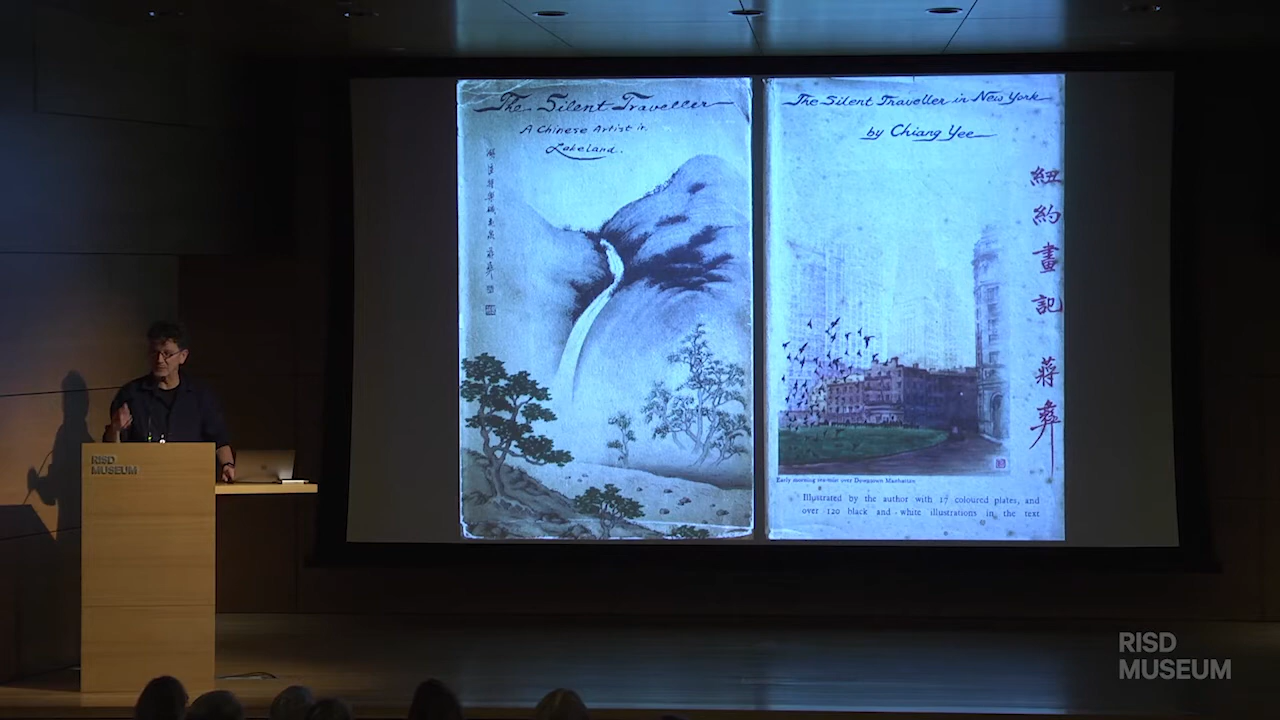 The Silent Traveller
A Chinese Artist in
Lakeland.
The Silent Traveller in New York
by Chiang Yee
紐約畫記 蔣彝
Early morning sunrise over Downtown Manhattan
Illustrated by the author with 17 coloured plates, and
over 120 black and white illustrations in the text
RISD
MUSEUM
RISD
MUSEUM